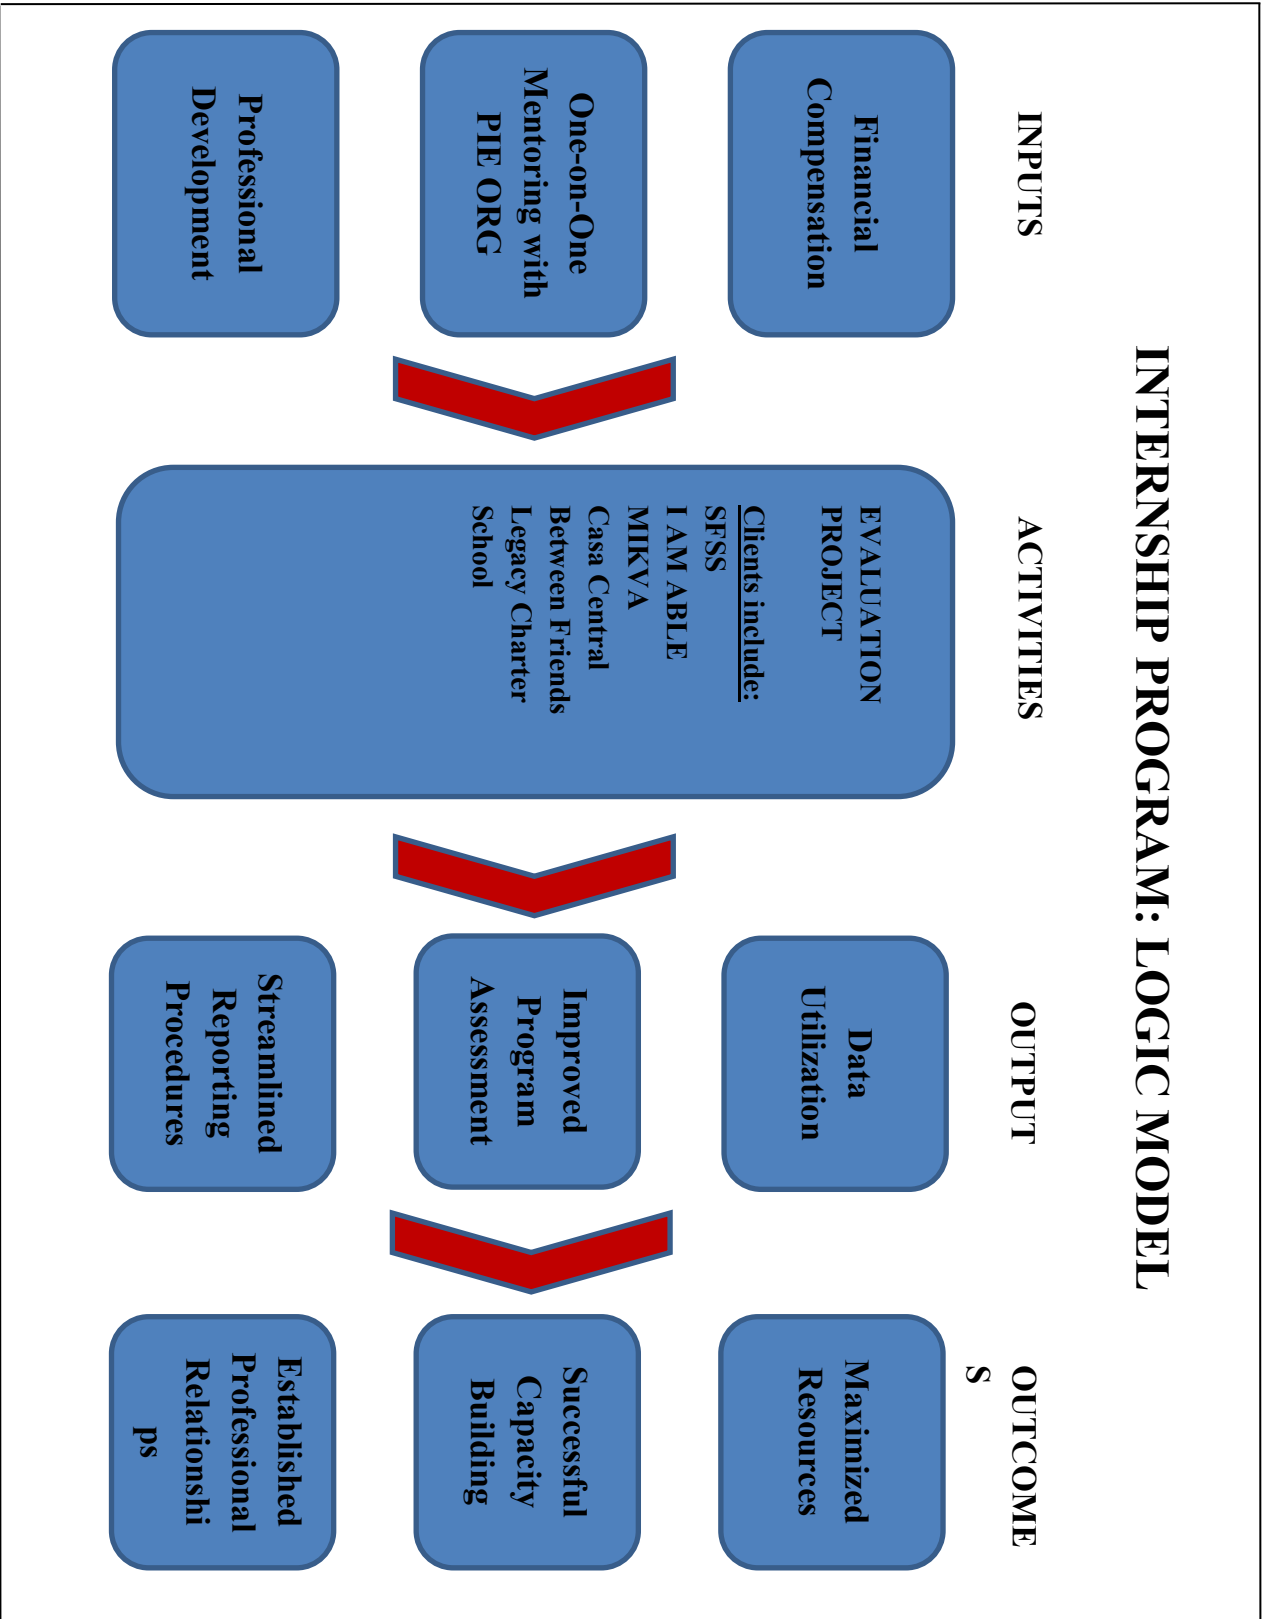 INTERNSHIP PROGRAM: LOGIC MODEL
INPUTS
Financial
Compensation
One-on-One
Mentoring with
PIE ORG
Professional
Development
ACTIVITIES
EVALUATION
PROJECT
Clients include:
SFSS
I AM ABLE
MIKVA
Casa Central
Between Friends
Legacy Charter
School
OUTPUT
Data
Utilization
Improved
Program
Assessment
Streamlined
Reporting
Procedures
OUTCOME
S
Maximized
Resources
Successful
Capacity
Building
Established
Professional
Relationshi
ps